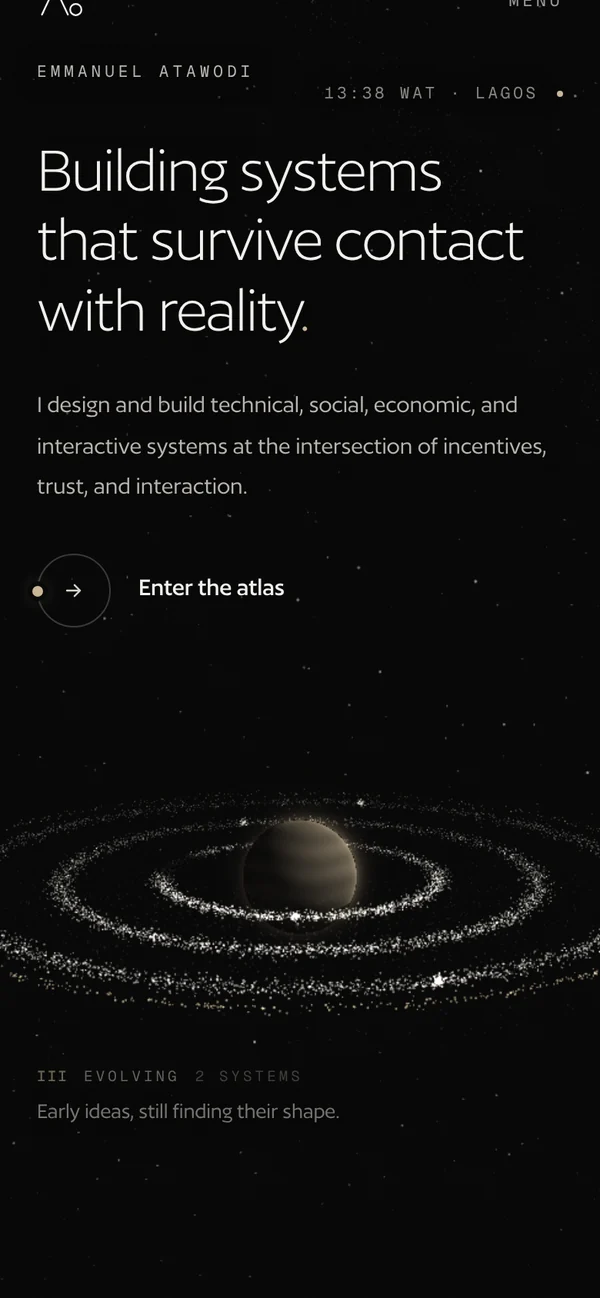 MENU
EMMANUEL ATAWODI
13:38 WAT · LAGOS
Building systems
that survive contact
with reality.
I design and build technical, social, economic, and
interactive systems at the intersection of incentives,
trust, and interaction.
→ Enter the atlas
III EVOLVING 2 SYSTEMS
Early ideas, still finding their shape.